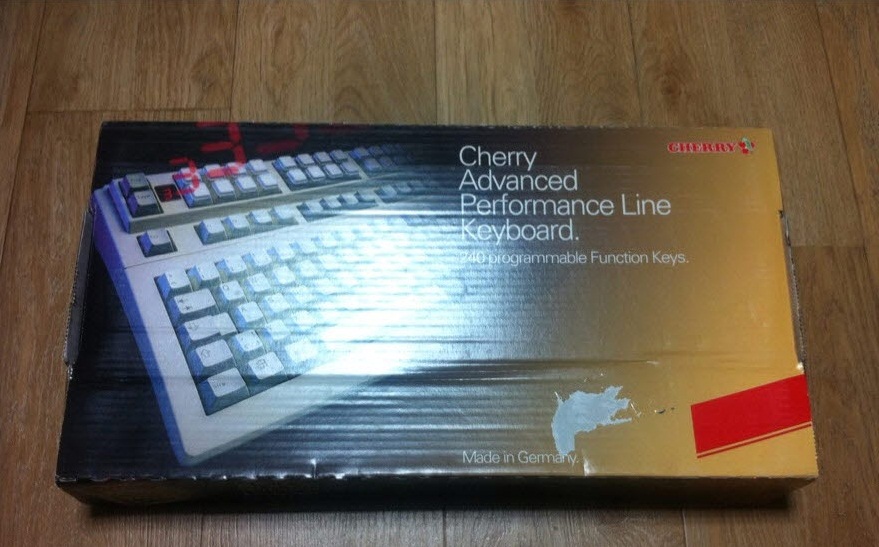 CHERRY
Cherry
Advanced
Performance Line
Keyboard.
240 programmable Function Keys.
Made in Germany.